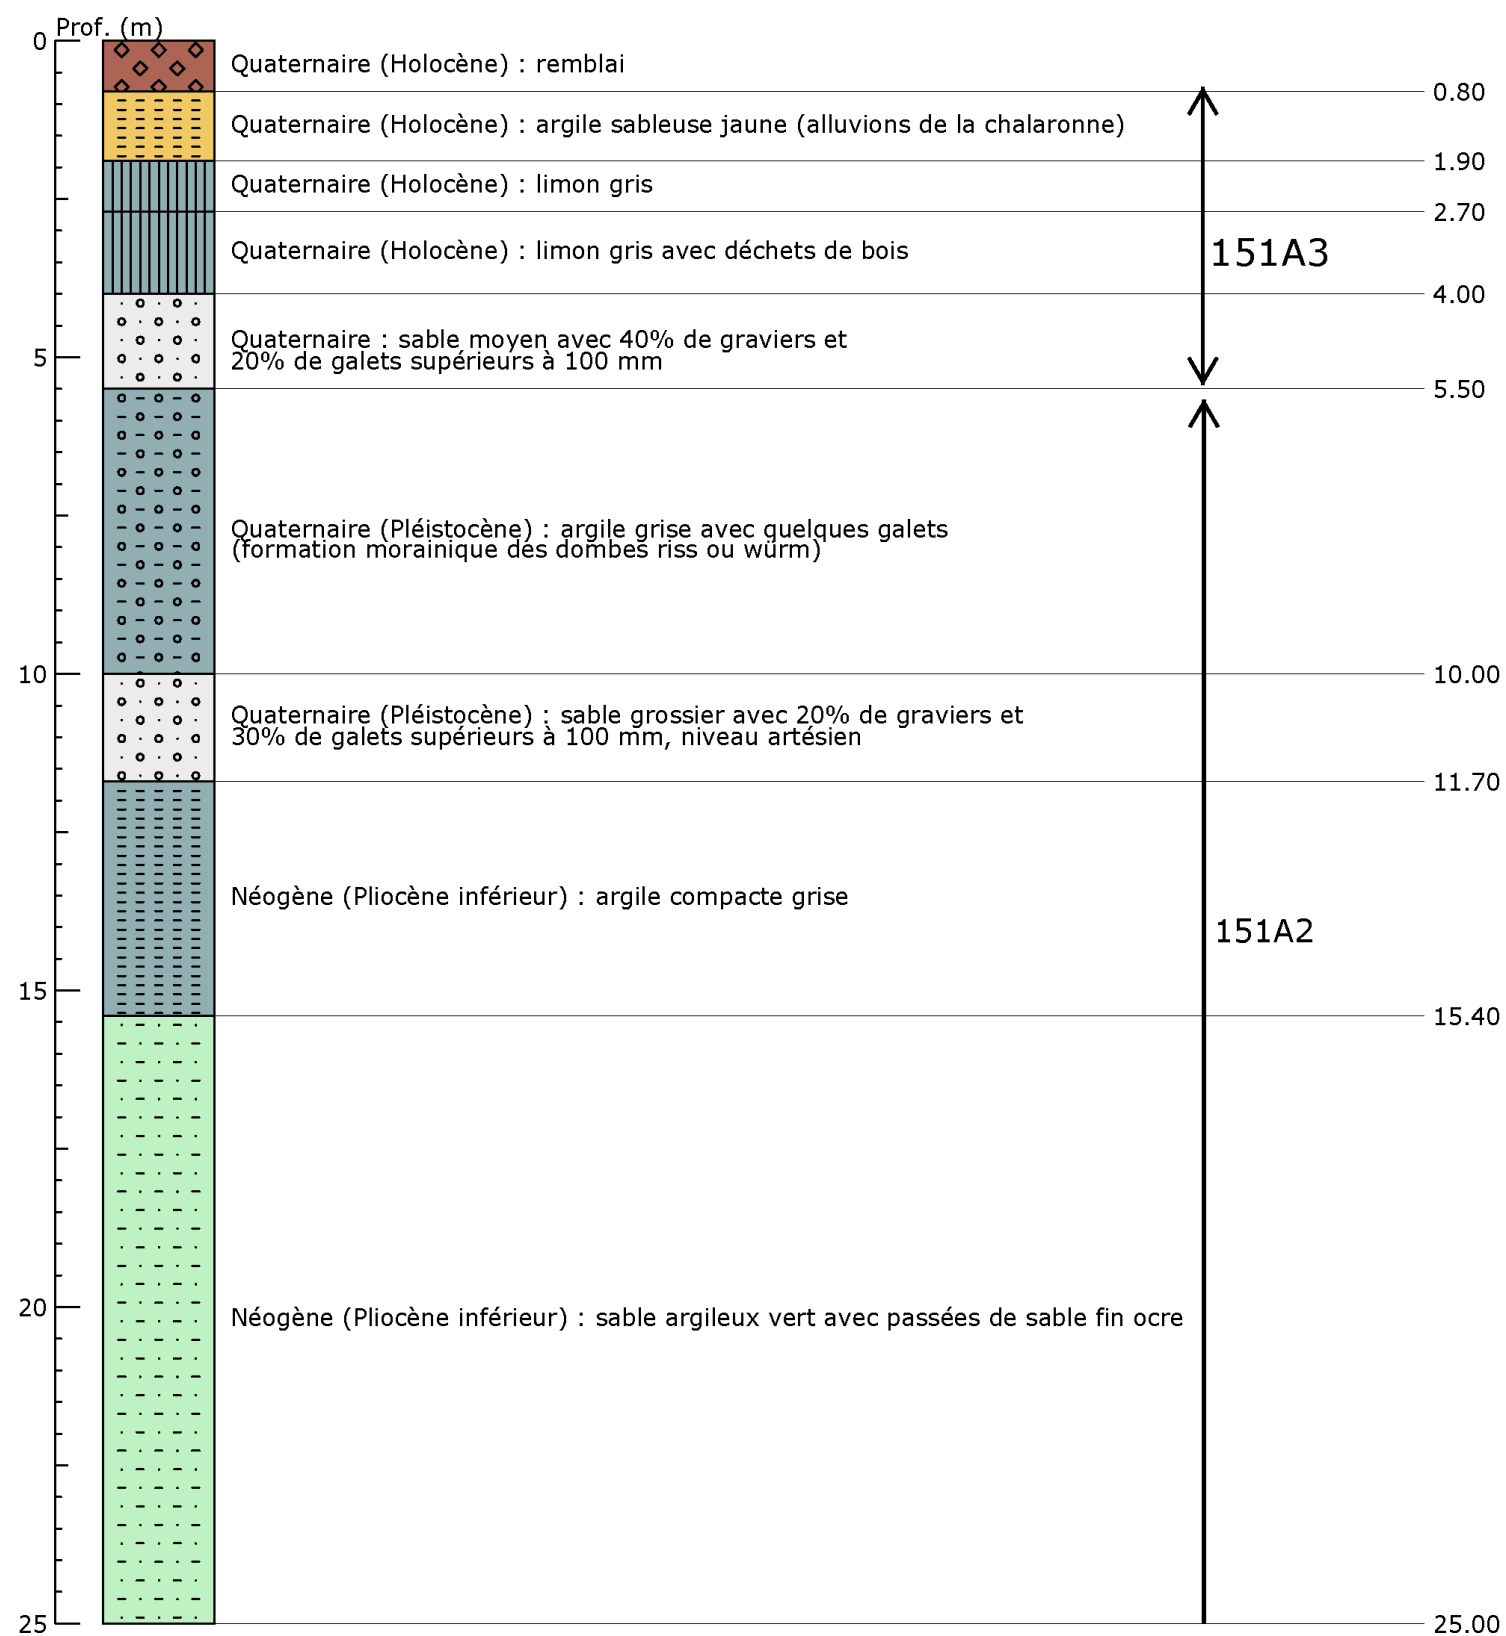 Prof. (m)
0
Quaternaire (Holocène) : remblai
0.80
Quaternaire (Holocène) : argile sableuse jaune (alluvions de la chalaronne)
1.90
Quaternaire (Holocène) : limon gris
2.70
Quaternaire (Holocène) : limon gris avec déchets de bois
151A3
4.00
Quaternaire : sable moyen avec 40% de graviers et
20% de galets supérieurs à 100 mm
5
5.50
Quaternaire (Pléistocène) : argile grise avec quelques galets
(formation morainique des dombes riss ou würm)
10
10.00
Quaternaire (Pléistocène) : sable grossier avec 20% de graviers et
30% de galets supérieurs à 100 mm, niveau artésien
11.70
Néogène (Pliocène inférieur) : argile compacte grise
151A2
15
15.40
20
Néogène (Pliocène inférieur) : sable argileux vert avec passées de sable fin ocre
25
25.00